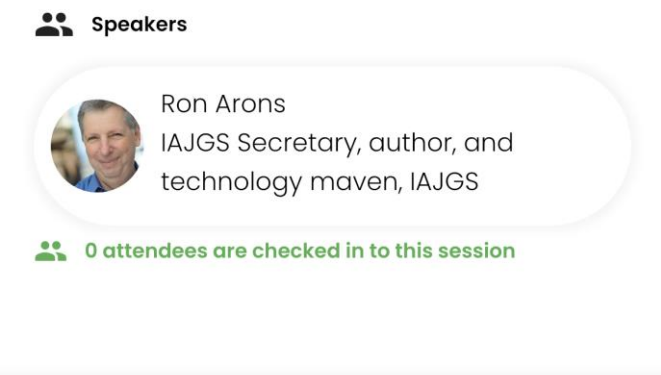 Speakers
Ron Arons
IAJGS Secretary, author, and
technology maven, IAJGS
0 attendees are checked in to this session